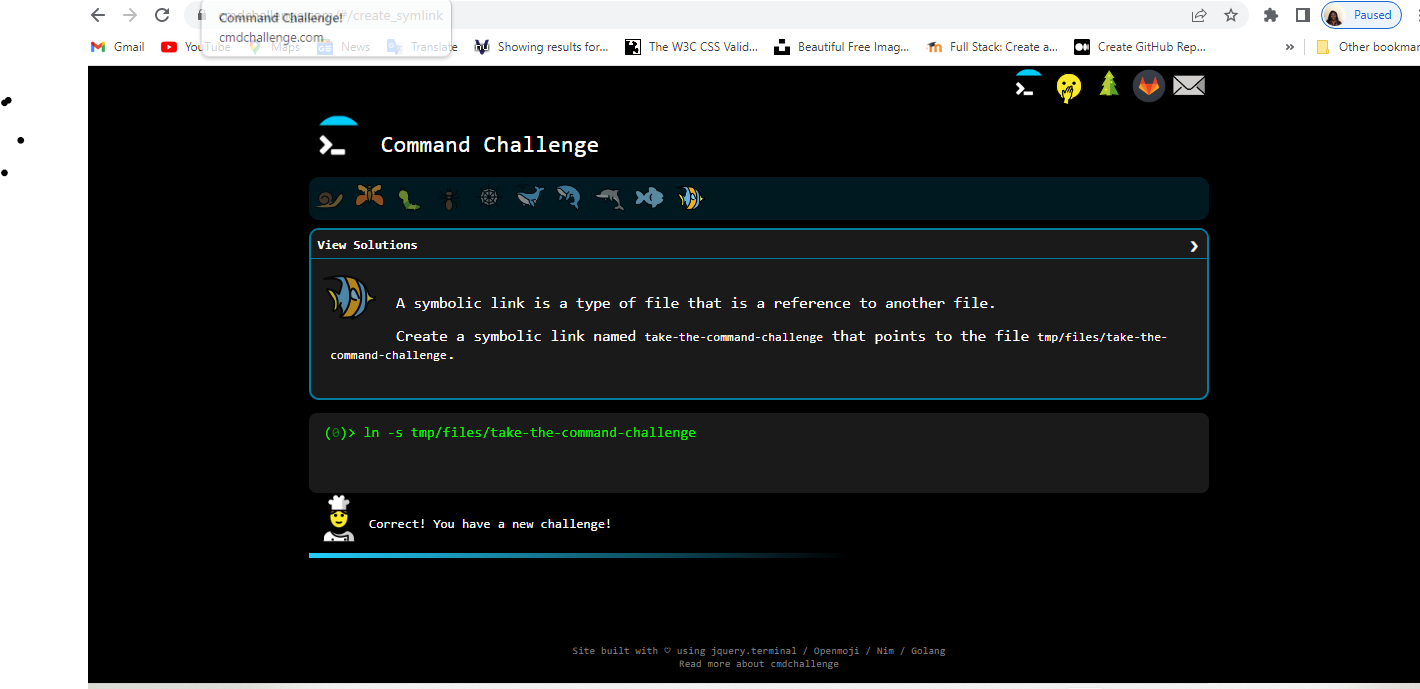 Command Challenge!
cmdchallenge.com/#/create_symlink
cmdchallenge.com
Paused
Gmail
YouTube
Maps
News
Translate
Showing results for...
The W3C CSS Valid...
Beautiful Free Imag...
Full Stack: Create a...
Create GitHub Rep...
»
Other bookmar
Command Challenge
View Solutions
A symbolic link is a type of file that is a reference to another file.
Create a symbolic link named take-the-command-challenge that points to the file tmp/files/take-the-
command-challenge.
(0)> ln -s tmp/files/take-the-command-challenge
Correct! You have a new challenge!
Site built with ♡ using jquery.terminal / Openmoji / Nim / Golang
Read more about cmdchallenge